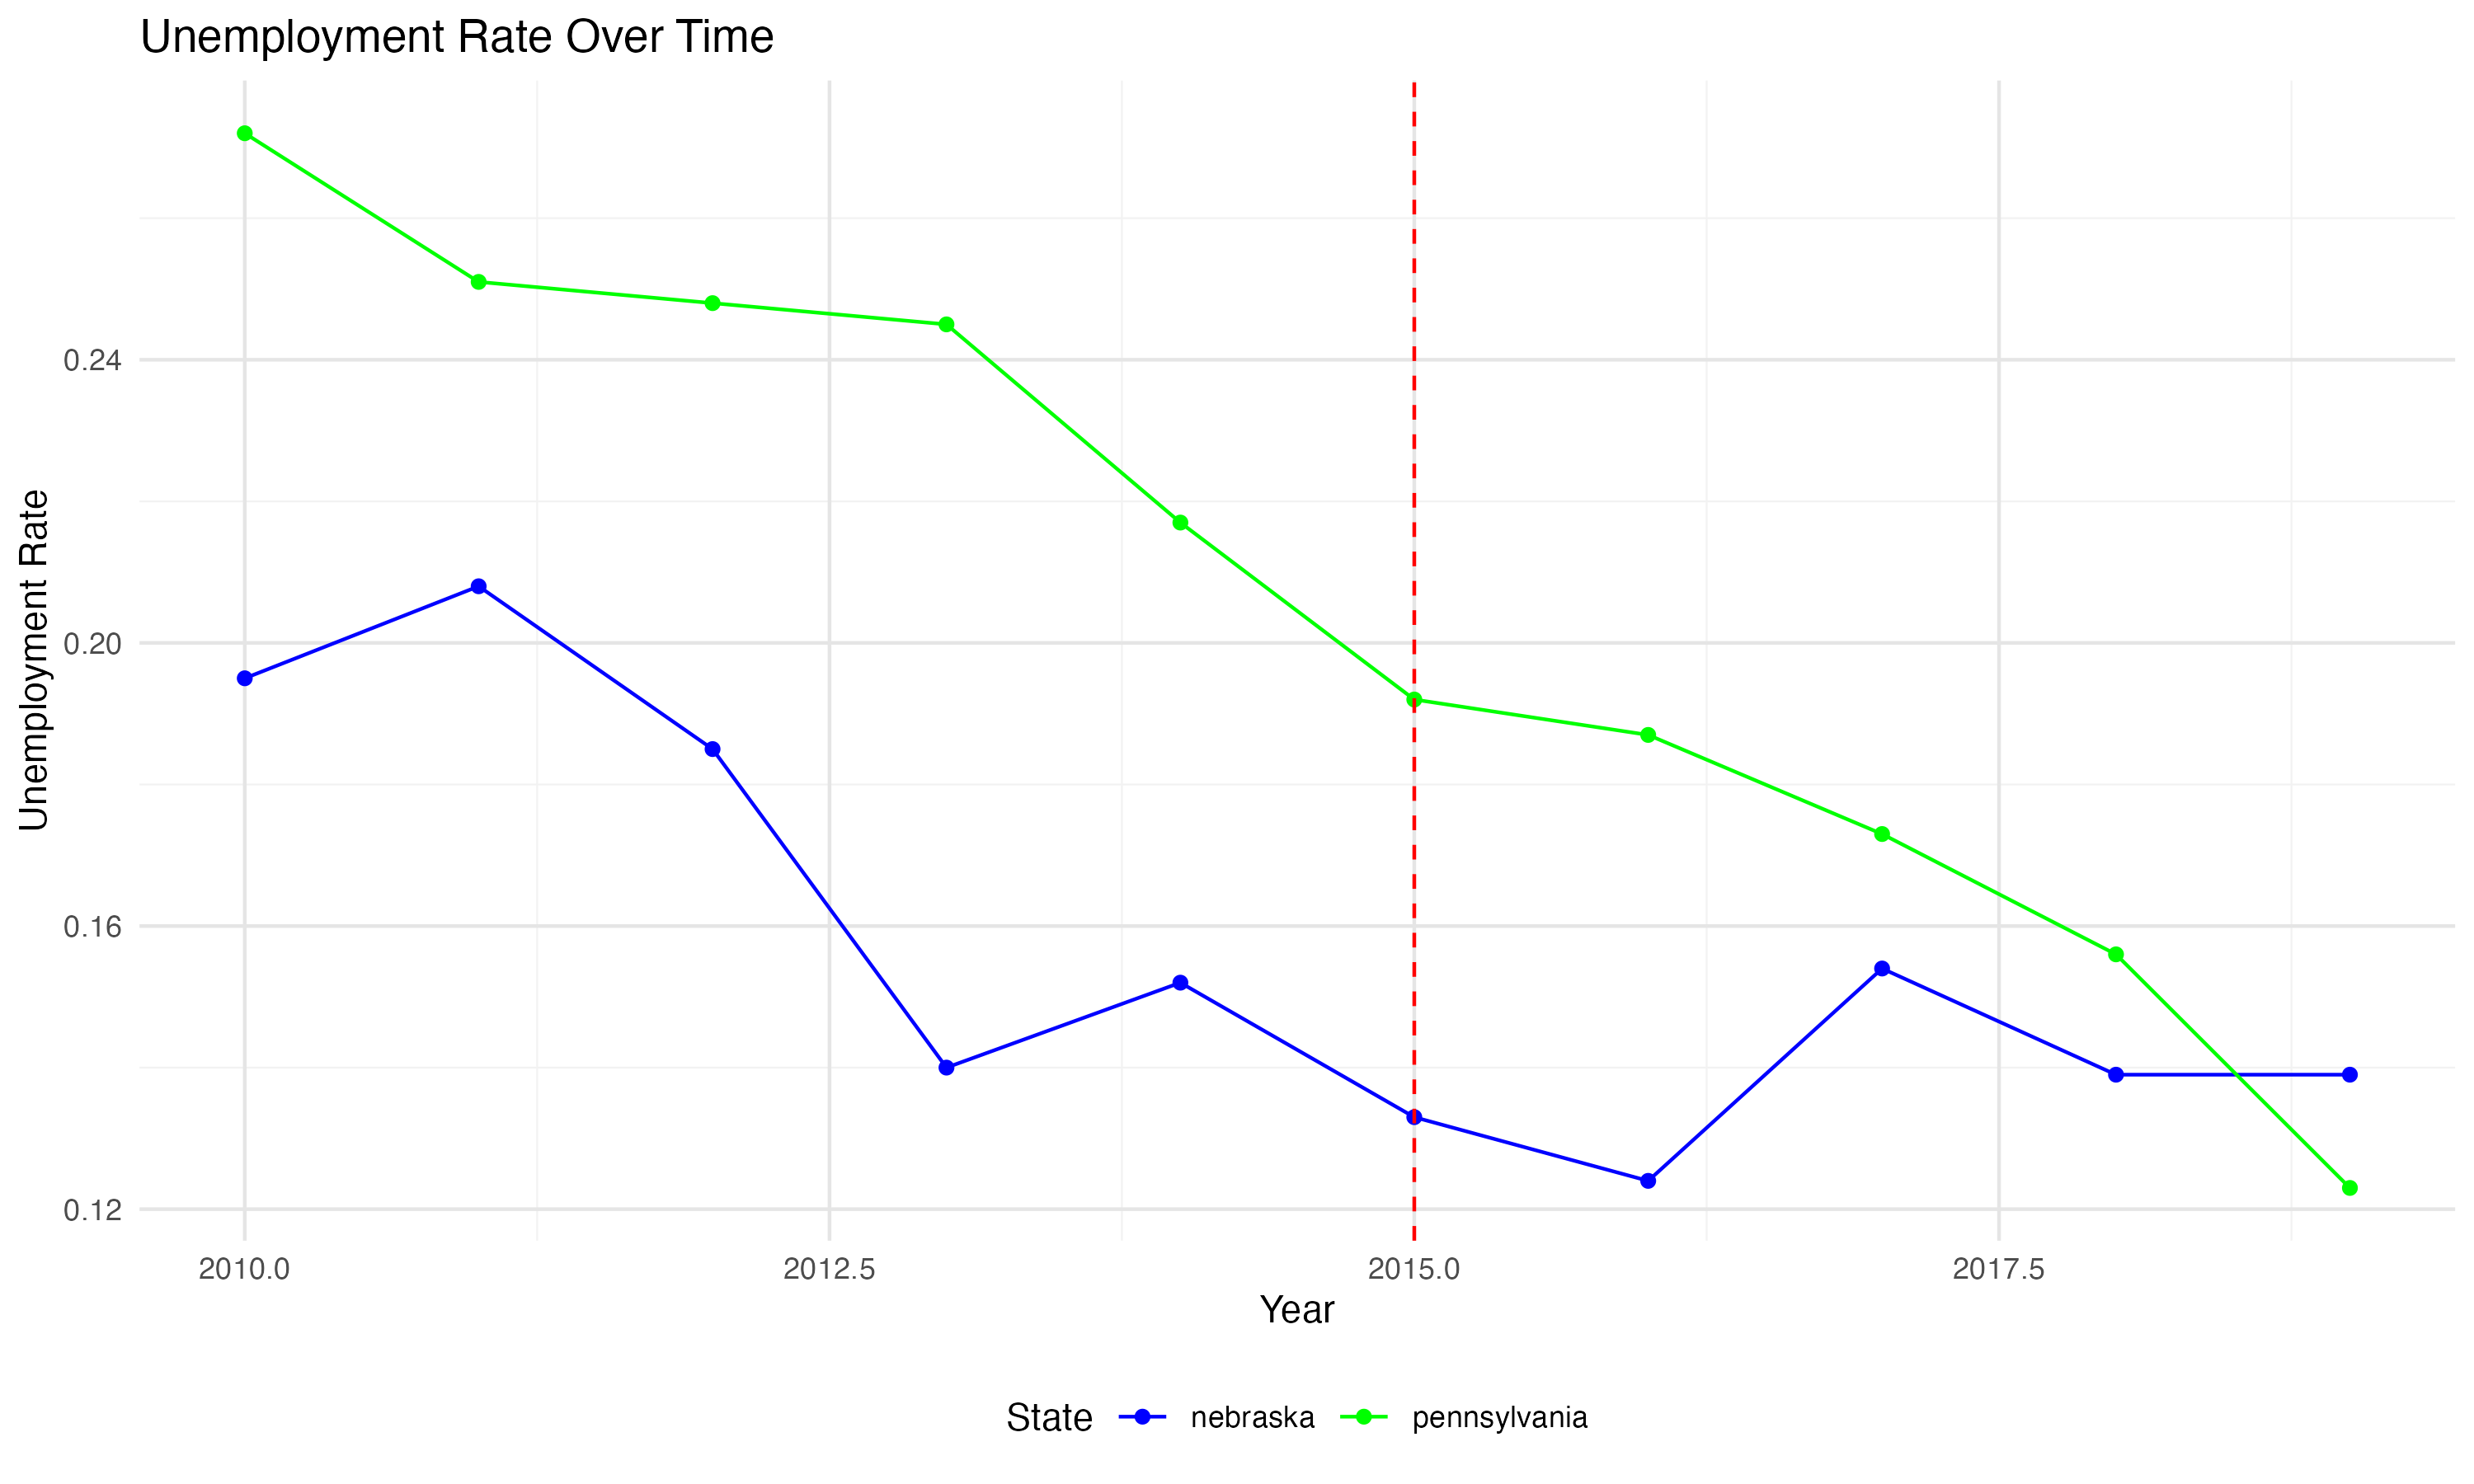 Unemployment Rate Over Time
Unemployment Rate
0.24
0.20
0.16
0.12
2010.0 2012.5 2015.0 2017.5
Year
State nebraska pennsylvania